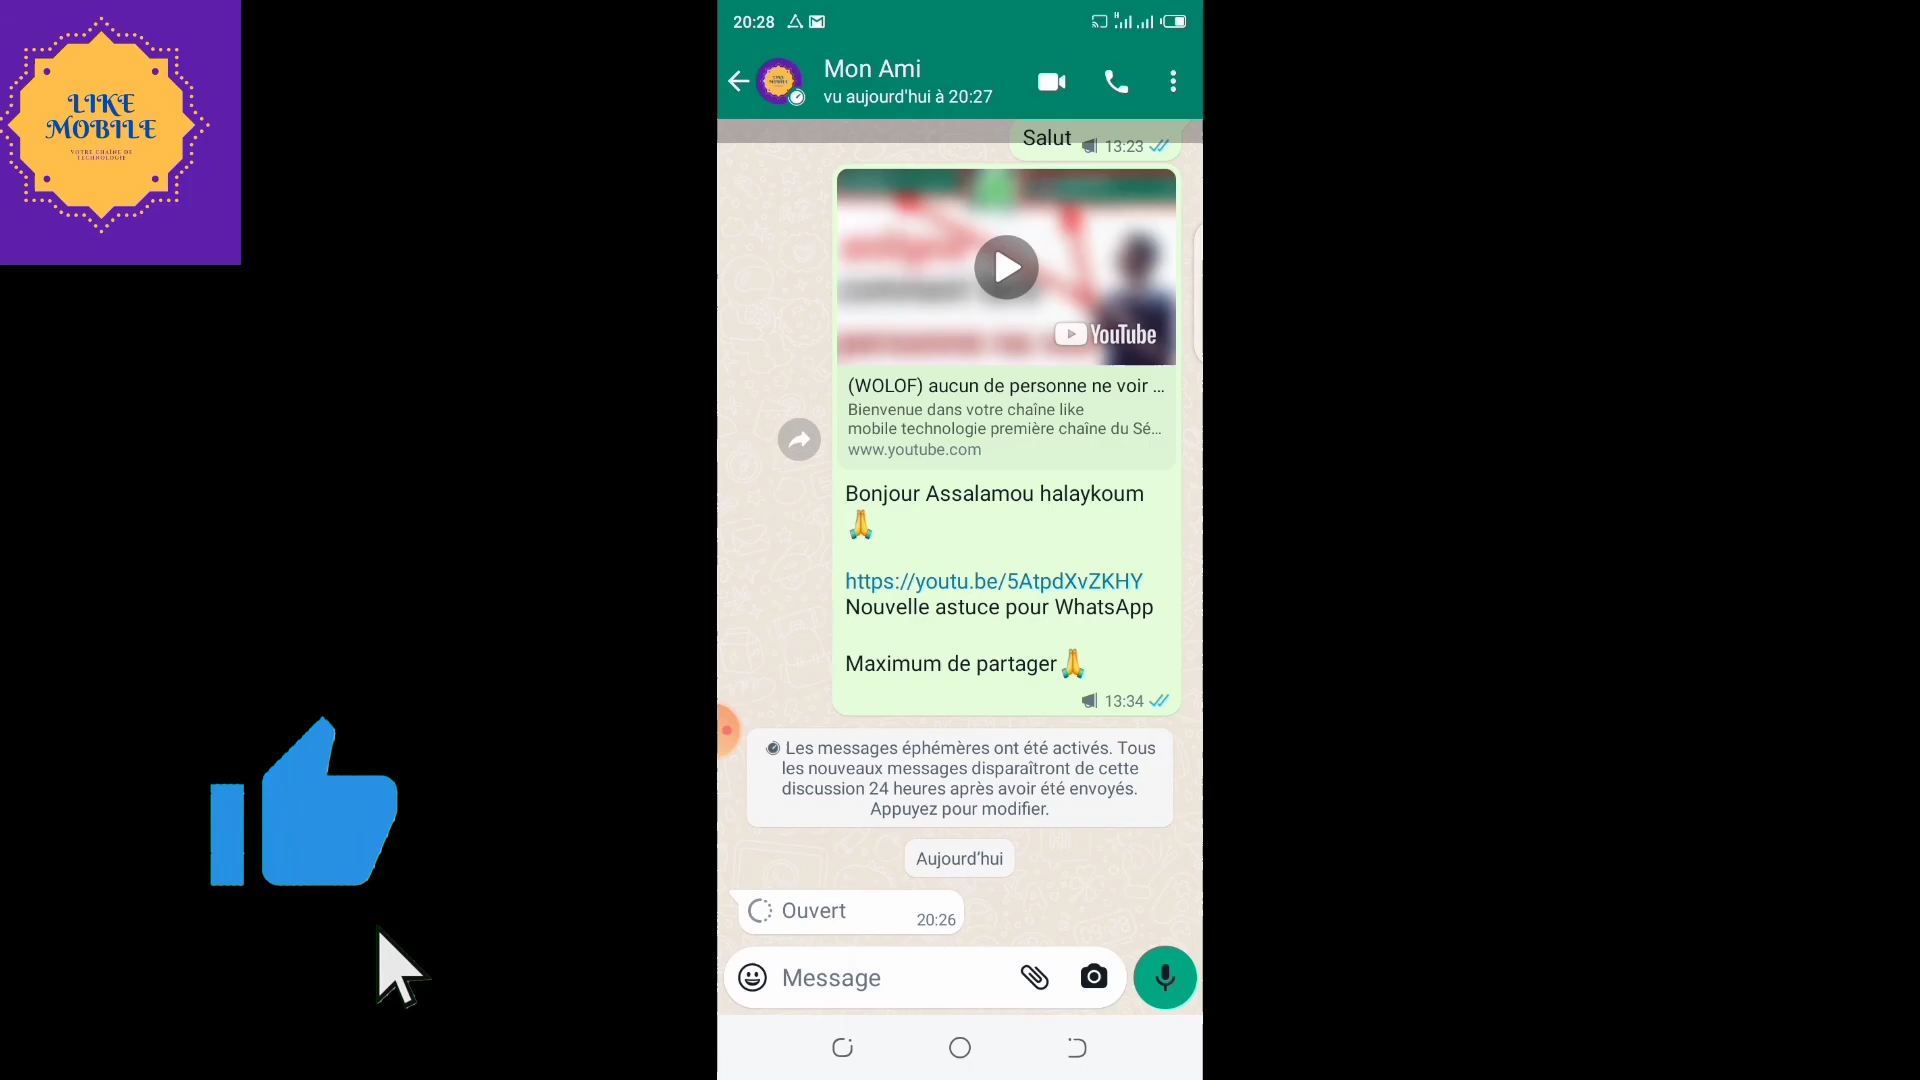 LIKE
MOBILE
VOTRE CHAÎNE DE
TECHNOLOGIE
20:28
Mon Ami
vu aujourd'hui à 20:27
Salut
13:23
YouTube
(WOLOF) aucun de personne ne voir ...
Bienvenue dans votre chaîne like
mobile technologie première chaîne du Sé...
www.youtube.com
Bonjour Assalamou halaykoum
🙏
https://youtu.be/5AtpdXvZKHY
Nouvelle astuce pour WhatsApp
Maximum de partager🙏
13:34
Les messages éphémères ont été activés. Tous
les nouveaux messages disparaîtront de cette
discussion 24 heures après avoir été envoyés.
Appuyez pour modifier.
Aujourd’hui
Ouvert
20:26
Message